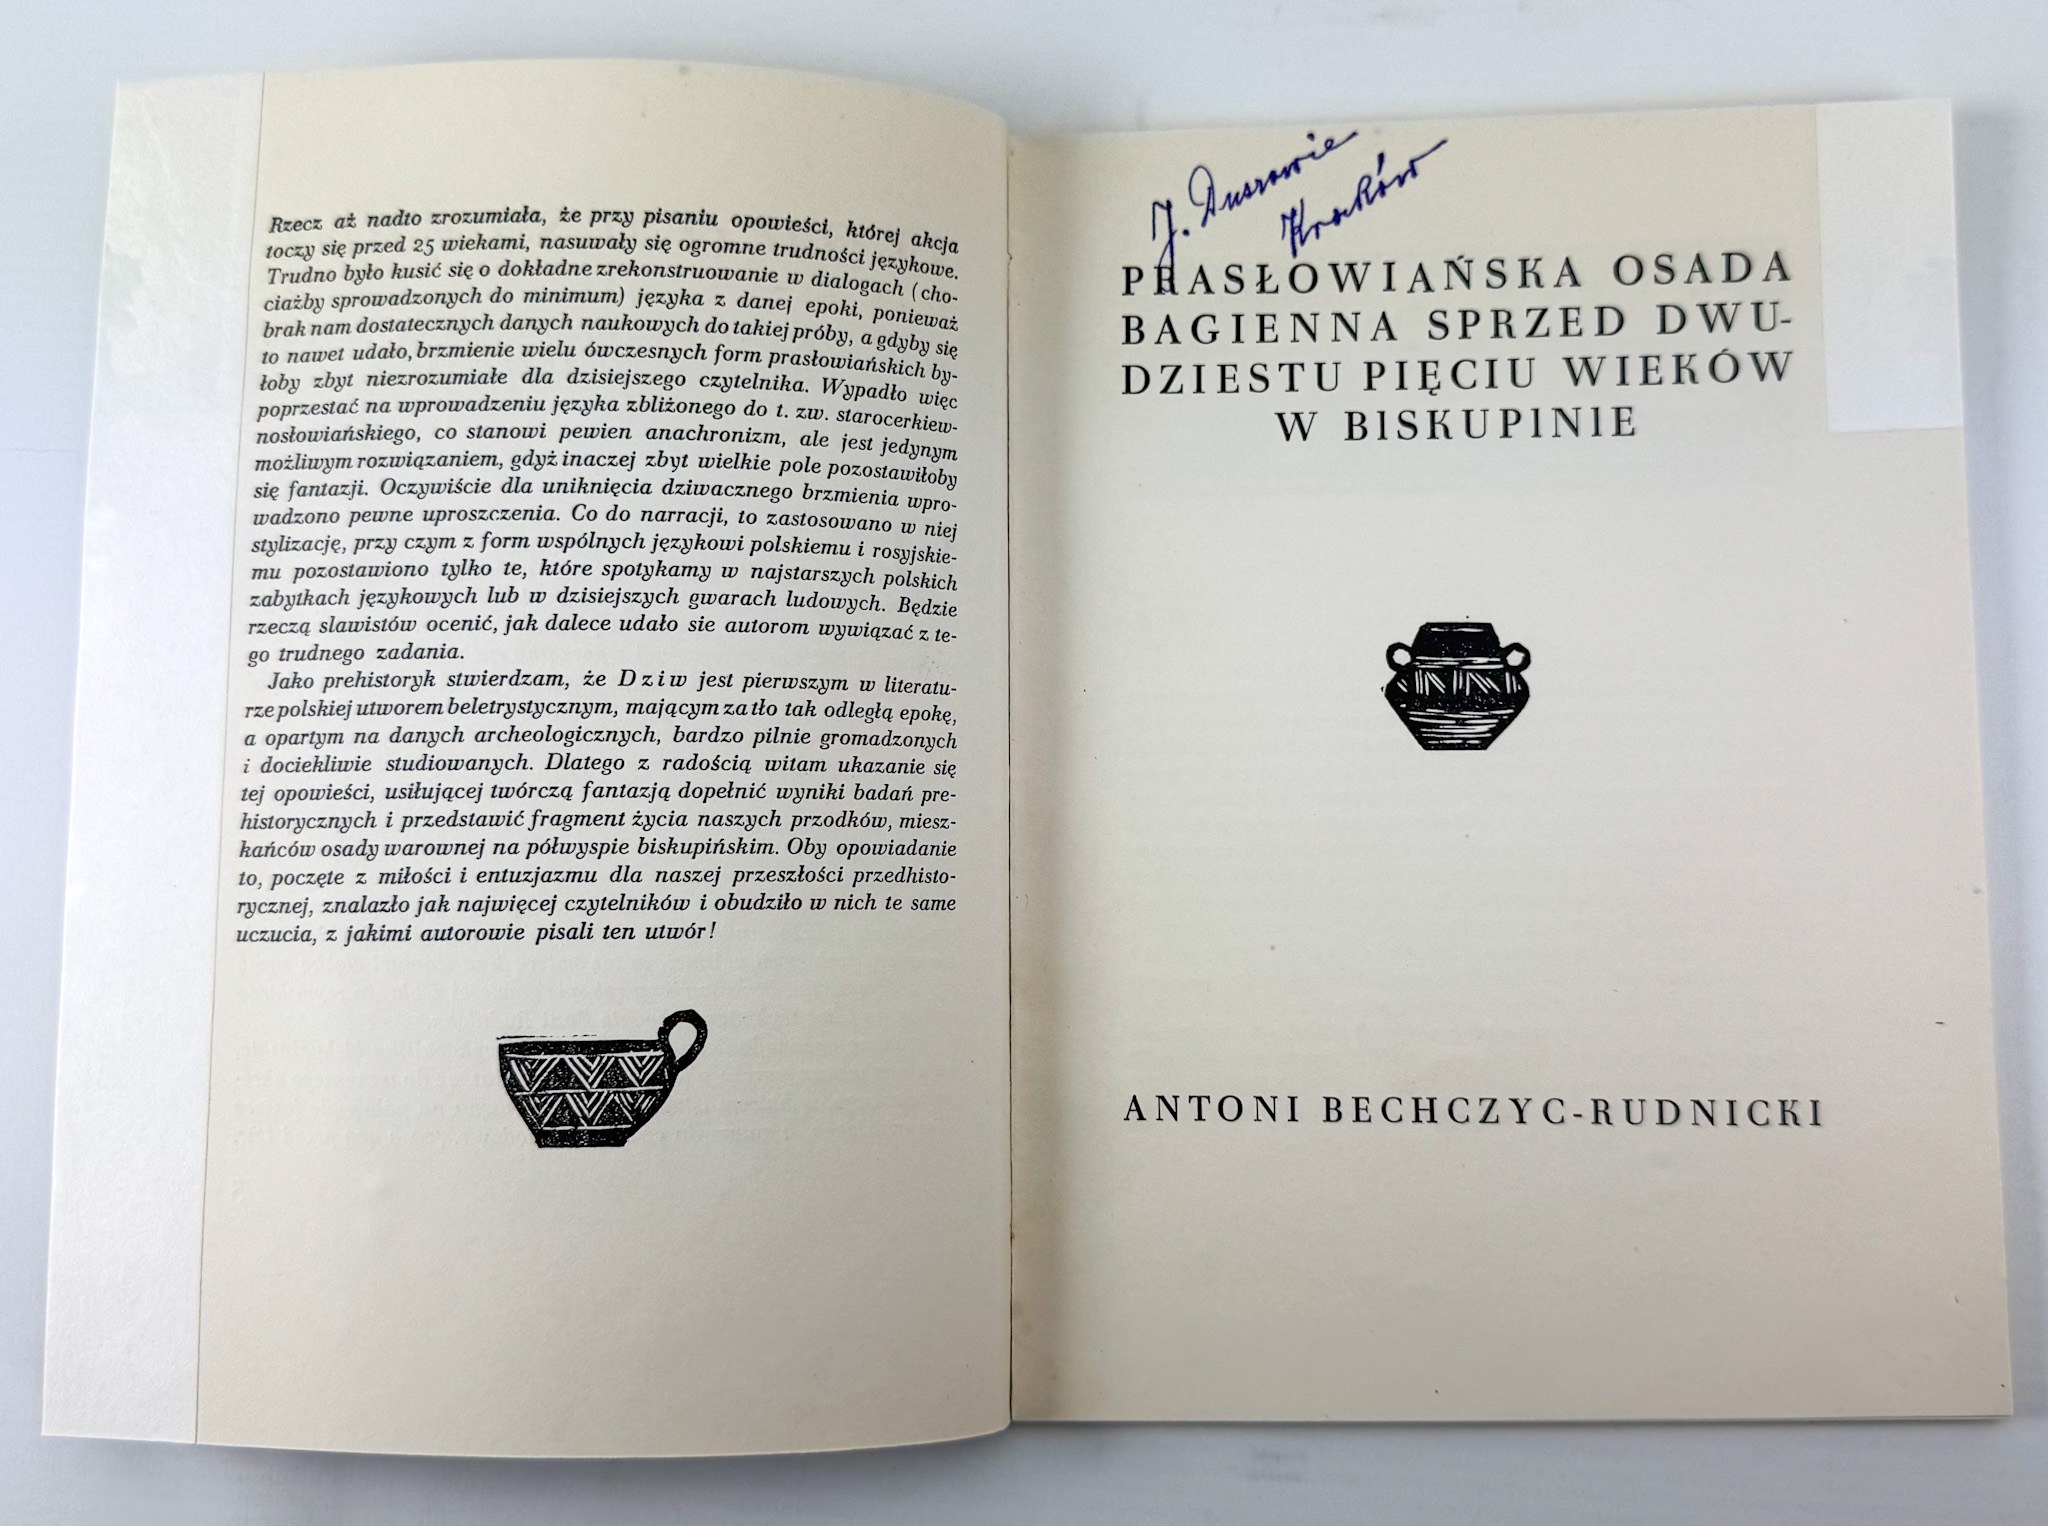 Rzecz aż nadto zrozumiała, że przy pisaniu opowieści, której akcja
toczy się przed 25 wiekami, nasuwały się ogromne trudności językowe.
Trudno było kusić się o dokładne zrekonstruowanie w dialogach (cho-
ciażby sprowadzonych do minimum) języka z danej epoki, ponieważ
brak nam dostatecznych danych naukowych do takiej próby, a gdyby się
to nawet udało, brzmienie wielu ówczesnych form prasłowiańskich by-
łoby zbyt niezrozumiałe dla dzisiejszego czytelnika. Wypadło więc
poprzestać na wprowadzeniu języka zbliżonego do t. zw. starocerkiew-
nosłowiańskiego, co stanowi pewien anachronizm, ale jest jedynym
możliwym rozwiązaniem, gdyż inaczej zbyt wielkie pole pozostawiłoby
się fantazji. Oczywiście dla uniknięcia dziwacznego brzmienia wpro-
wadzono pewne uproszczenia. Co do narracji, to zastosowano w niej
stylizację, przy czym z form wspólnych językowi polskiemu i rosyjskie-
mu pozostawiono tylko te, które spotykamy w najstarszych polskich
zabytkach językowych lub w dzisiejszych gwarach ludowych. Będzie
rzeczą slawistów ocenić, jak dalece udało sie autorom wywiązać z te-
go trudnego zadania.
Jako prehistoryk stwierdzam, że Dziw jest pierwszym w literatu-
rze polskiej utworem beletrystycznym, mającym za tło tak odległą epokę,
a opartym na danych archeologicznych, bardzo pilnie gromadzonych
i dociekliwie studiowanych. Dlatego z radością witam ukazanie się
tej opowieści, usiłującej twórczą fantazją dopełnić wyniki badań pre-
historycznych i przedstawić fragment życia naszych przodków, miesz-
kańców osady warownej na półwyspie biskupińskim. Oby opowiadanie
to, poczęte z miłości i entuzjazmu dla naszej przeszłości przedhisto-
rycznej, znalazło jak najwięcej czytelników i obudziło w nich te same
uczucia, z jakimi autorowie pisali ten utwór!
J. Duszowie
Kraków
PRASŁOWIAŃSKA OSADA
BAGIENNA SPRZED DWU-
DZIESTU PIĘCIU WIEKÓW
W BISKUPINIE
ANTONI BECHCZYC-RUDNICKI